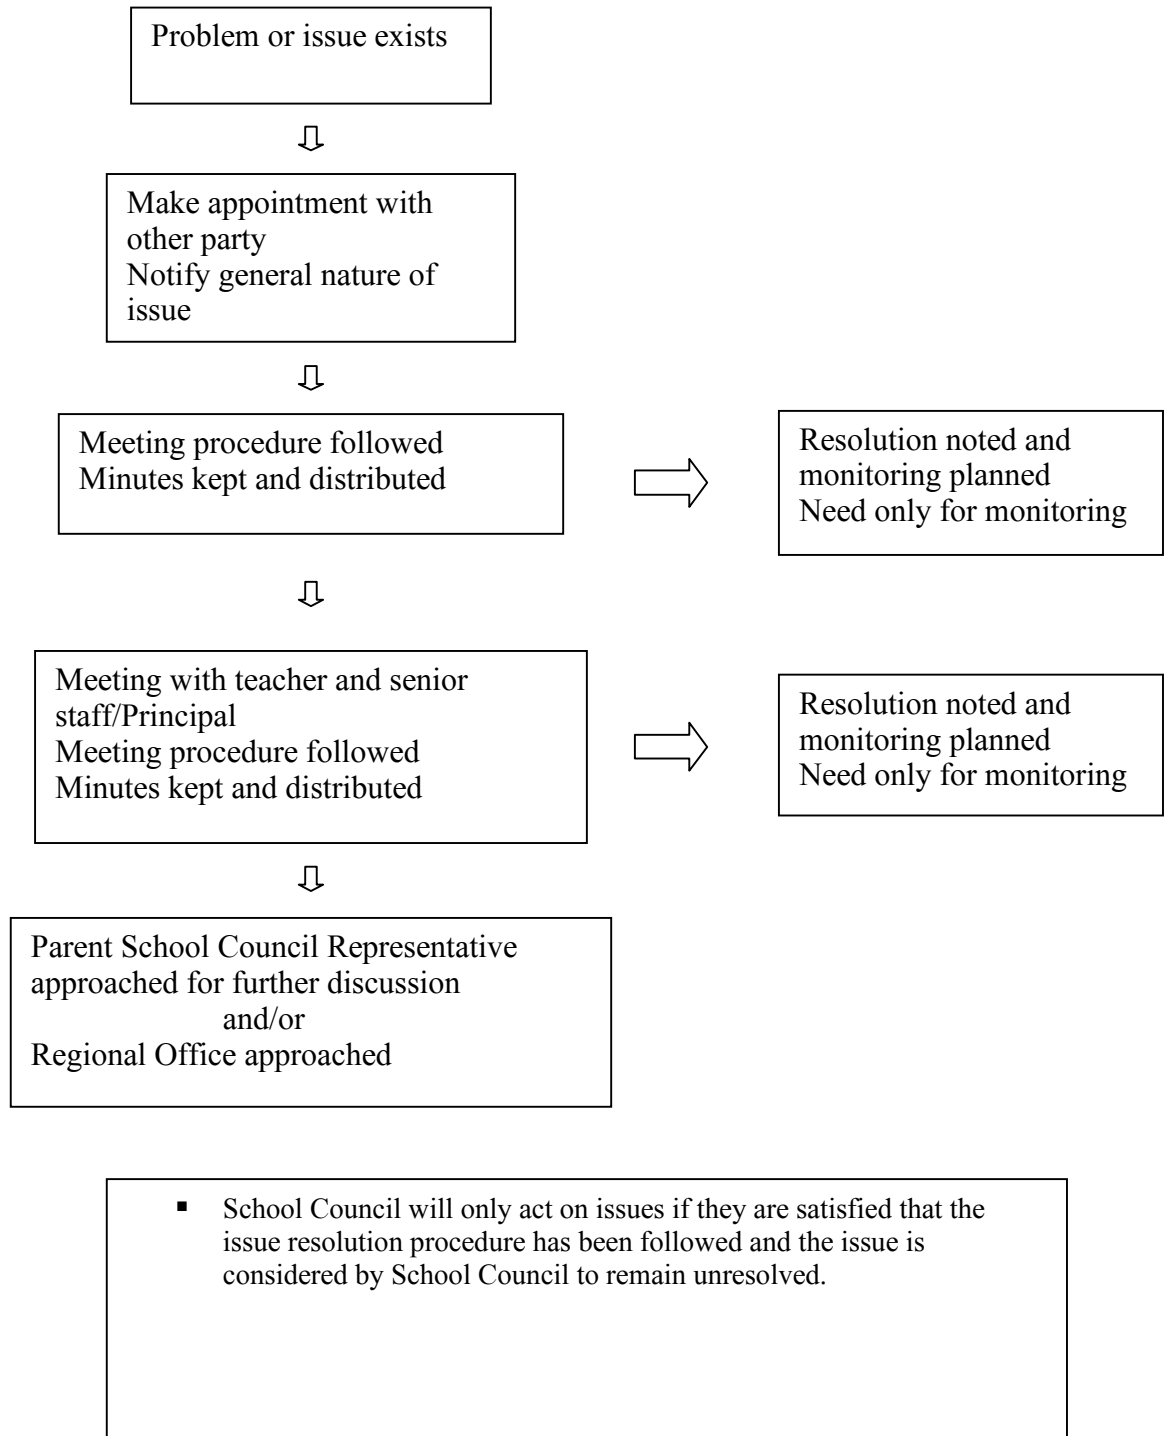 Problem or issue exists
Make appointment with
other party
Notify general nature of
issue
Meeting procedure followed
Minutes kept and distributed
Resolution noted and
monitoring planned
Need only for monitoring
Meeting with teacher and senior
staff/Principal
Meeting procedure followed
Minutes kept and distributed
Resolution noted and
monitoring planned
Need only for monitoring
Parent School Council Representative
approached for further discussion
and/or
Regional Office approached
▪ School Council will only act on issues if they are satisfied that the
issue resolution procedure has been followed and the issue is
considered by School Council to remain unresolved.